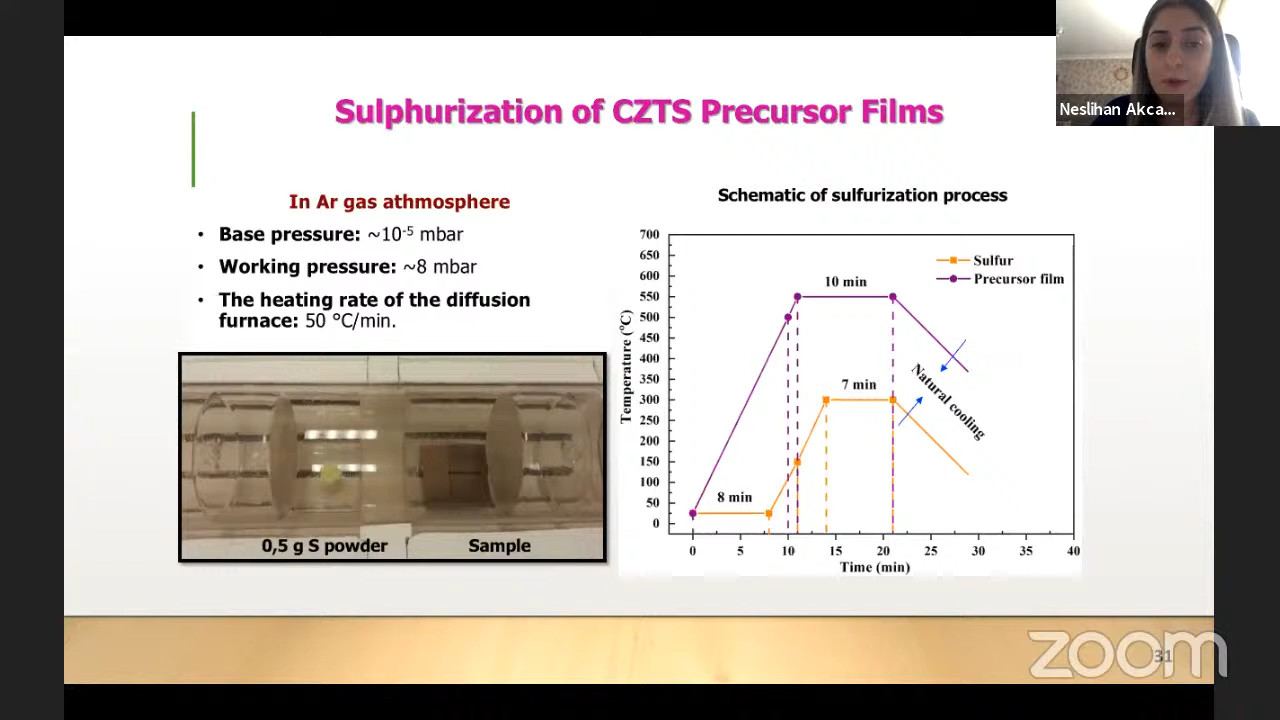 Neslihan Akca...
Sulphurization of CZTS Precursor Films
In Ar gas athmosphere
• Base pressure: ~10⁻⁵ mbar
• Working pressure: ~8 mbar
• The heating rate of the diffusion
furnace: 50 °C/min.
0,5 g S powder
Sample
Schematic of sulfurization process
Temperature (°C)
700
650
600
550
500
450
400
350
300
250
200
150
100
50
0
Sulfur
Precursor film
10 min
7 min
8 min
Natural cooling
0 5 10 15 20 25 30 35 40
Time (min)
zoom
31